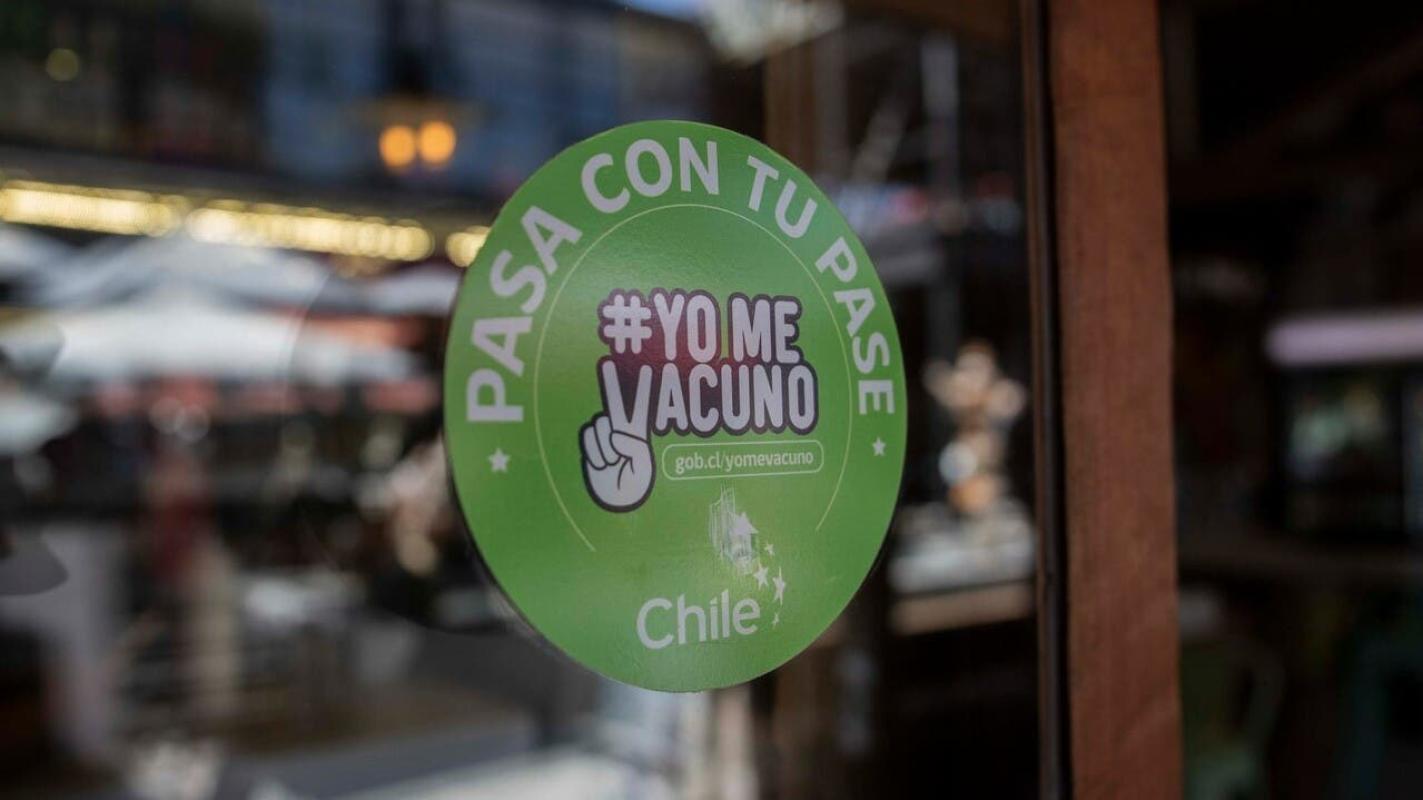 PASA CON TU PASE
#YO ME
VACUNO
gob.cl/yomevacuno
Chile